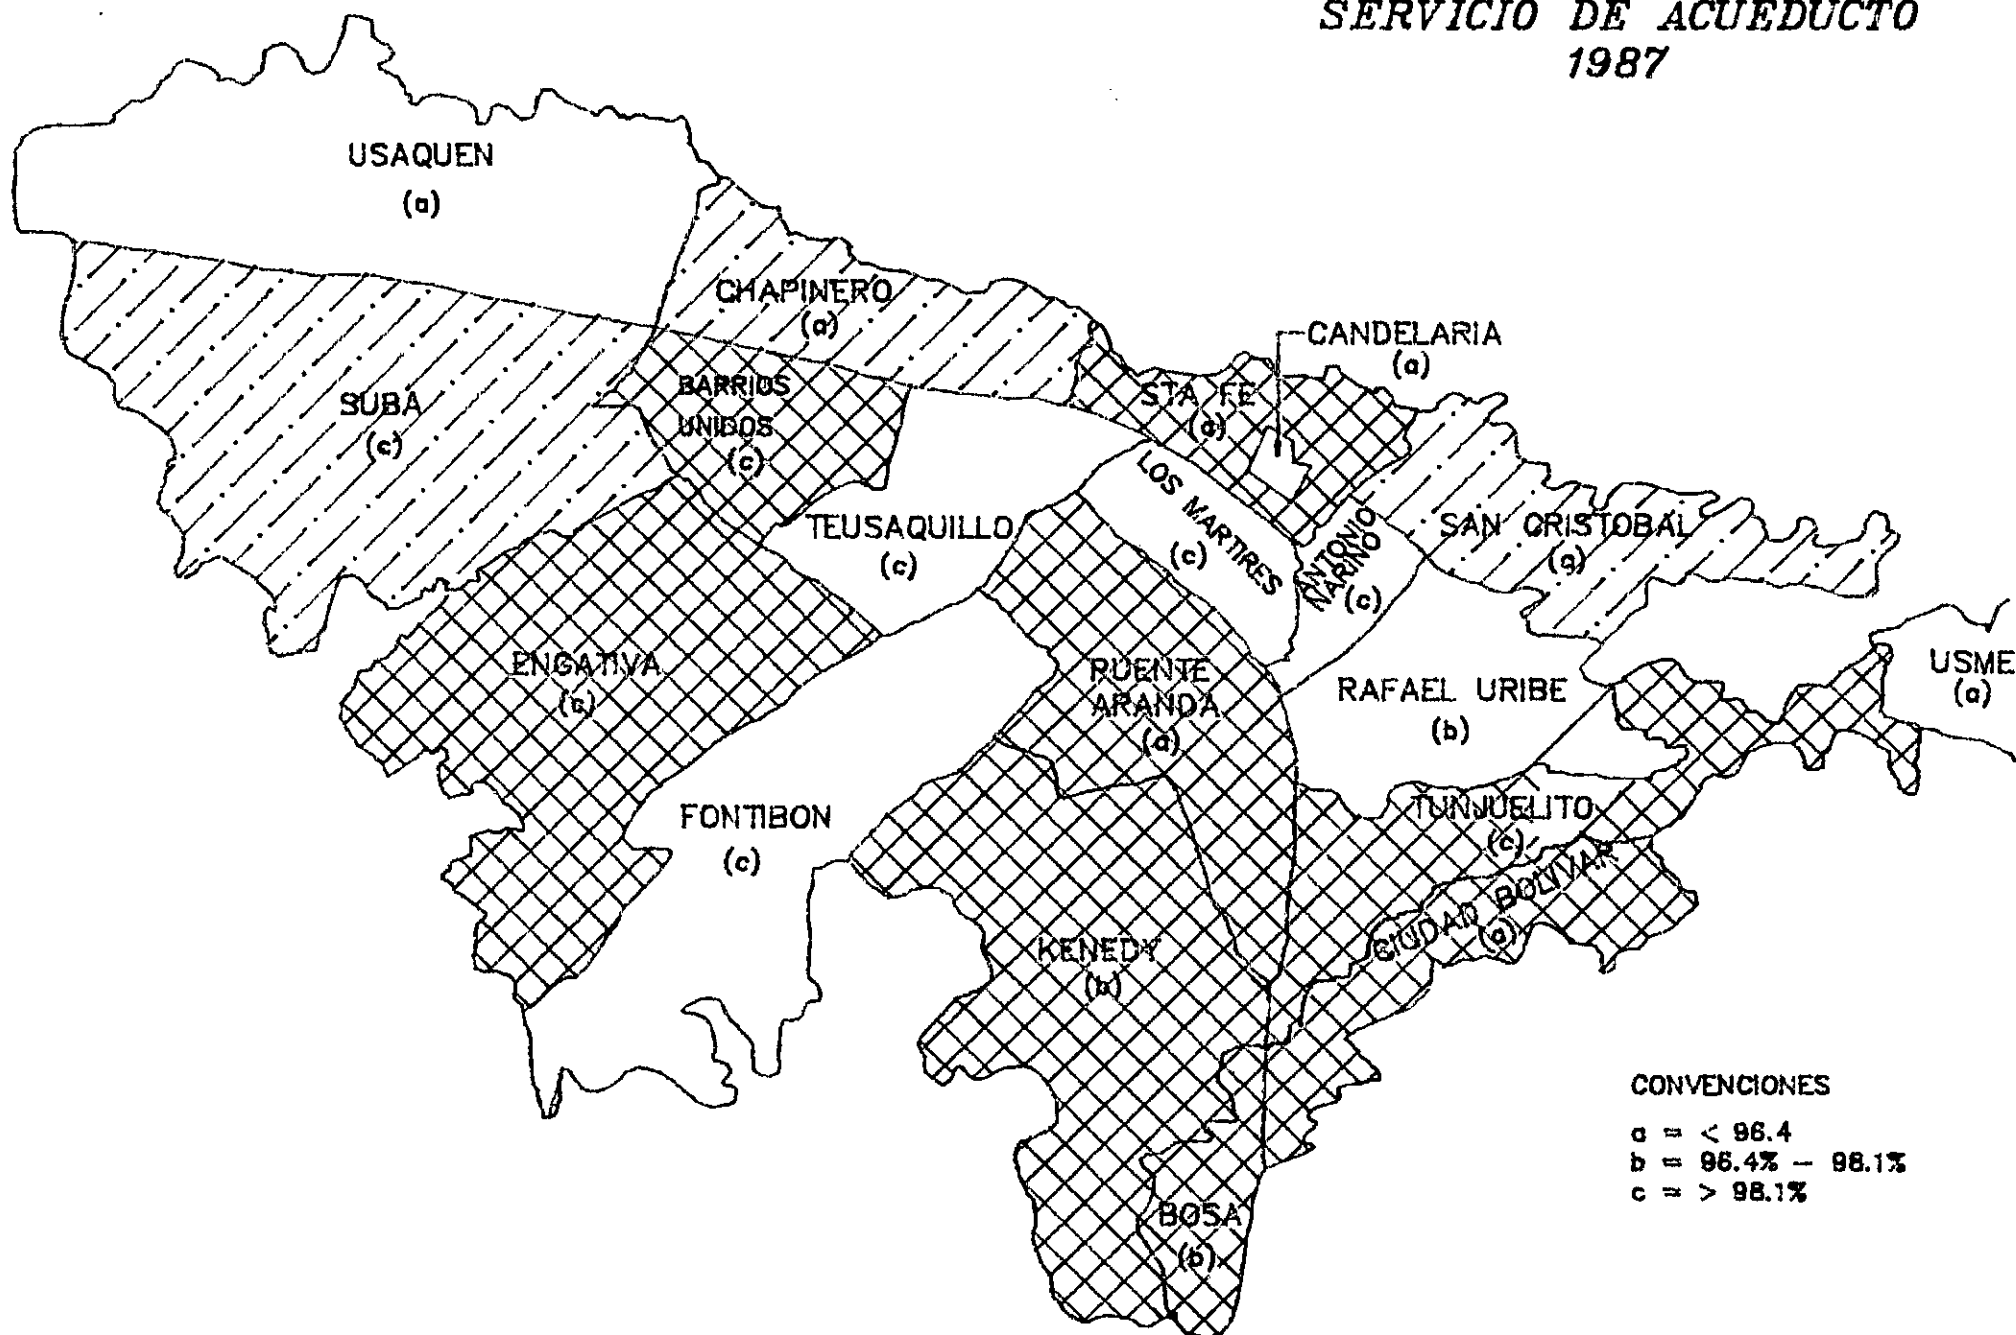 SERVICIO DE ACUEDUCTO
1987
USAQUEN
(a)
CHAPINERO
(a)
CANDELARIA
(a)
SUBA
(c)
BARRIOS
UNIDOS
(c)
STA FE
(a)
LOS MARTIRES
(c)
ANTONIO
NARIÑO
(c)
SAN CRISTOBAL
(a)
TEUSAQUILLO
(c)
ENGATIVA
(c)
PUENTE
ARANDA
(a)
RAFAEL URIBE
(b)
USME
(a)
FONTIBON
(c)
TUNJUELITO
(c)
CIUDAD BOLIVAR
(a)
KENEDY
(b)
BOSA
(b)
CONVENCIONES
a = < 96.4
b = 96.4% - 98.1%
c = > 98.1%